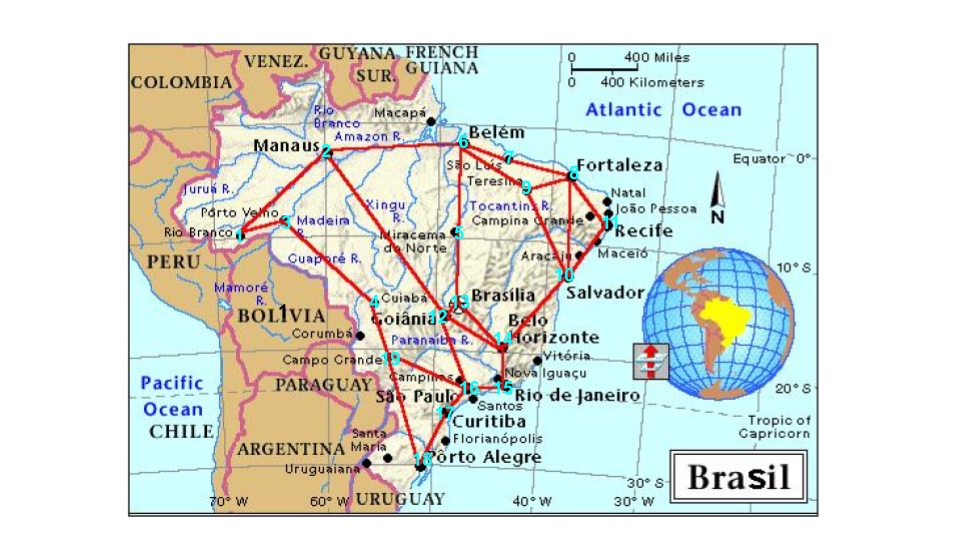 FRENCH
GUYANA
GUIANA
VENEZ.
SUR.
COLOMBIA
0 400 Miles
0 400 Kilometers
Atlantic Ocean
Rio
Branco
Macapá
Amazon R.
6 Belém
Manaus 2
7
São Luís
Equator 0°
8 Fortaleza
Teresina 9
Juruá R.
Xingu
R.
Tocantins R.
Natal
João Pessoa
N
Pôrto Velho 3
Madeira
R.
Campina Grande
11 Recife
Rio Branco 1
Miracema
do Norte
5
Maceió
Aracaju
Guaporé R.
PERU
10°S
10
Salvador
Mamoré
R.
1
BOLIVIA
4 Cuiabá
13 Brasília
Goiânia 12
Belo
Horizonte
14
Corumbá
Paranaíba R.
Campo Grande 19
Vitória
Campinas
Nova Iguaçu
Pacific
Ocean
PARAGUAY
São Paulo 16
15 Rio de Janeiro
20°S
Santos
17
Curitiba
CHILE
Tropic of
Capricorn
Santa
Maria
Florianópolis
ARGENTINA
18 Pôrto Alegre
Uruguaiana
URUGUAY
30°S
Brasil
70° W 60° W 40° W 30° W